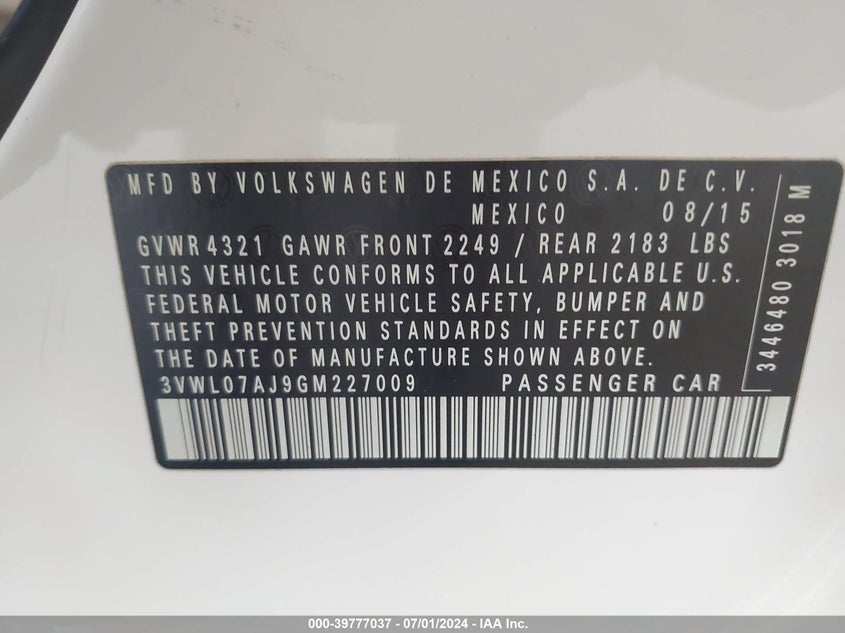 MFD BY VOLKSWAGEN DE MEXICO S.A. DE C.V.
MEXICO 08/15
GVWR 4321 GAWR FRONT 2249 / REAR 2183 LBS
THIS VEHICLE CONFORMS TO ALL APPLICABLE U.S.
FEDERAL MOTOR VEHICLE SAFETY, BUMPER AND
THEFT PREVENTION STANDARDS IN EFFECT ON
THE DATE OF MANUFACTURE SHOWN ABOVE.
3VWL07AJ9GM227009 PASSENGER CAR
3446480 3018 M
000-39777037 - 07/01/2024 - IAA Inc.